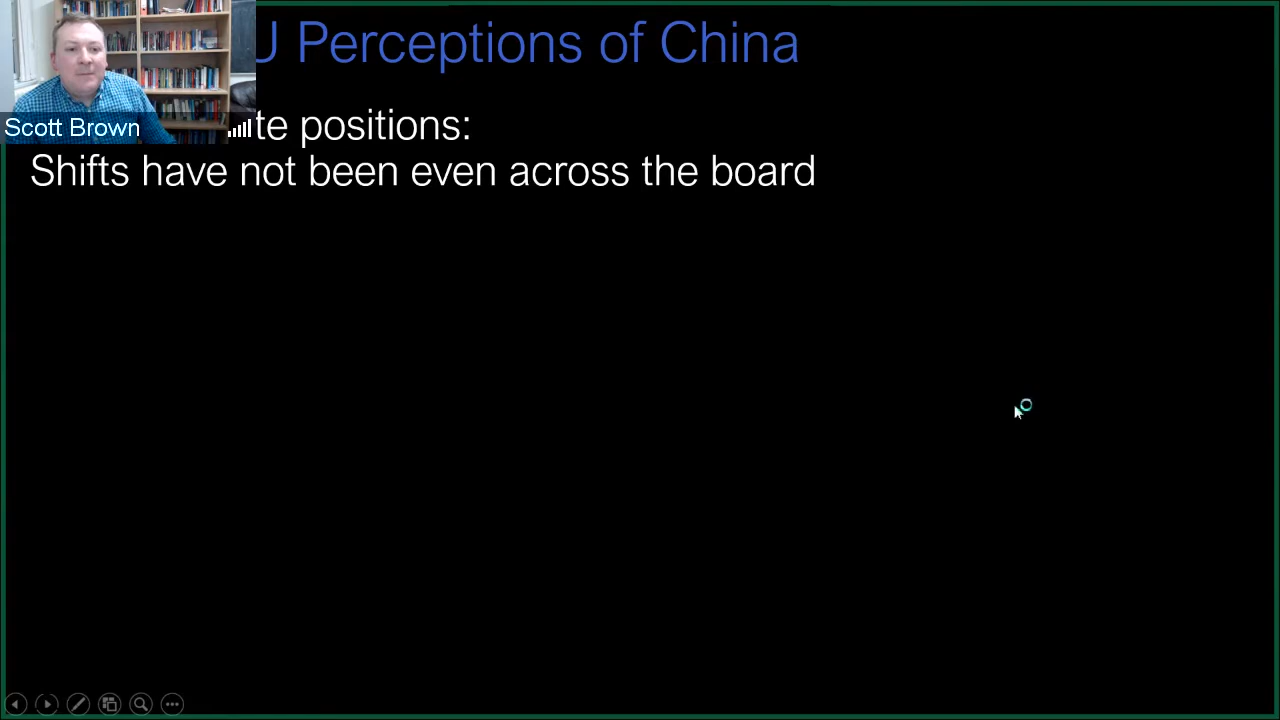 U Perceptions of China
te positions:
Shifts have not been even across the board
Scott Brown